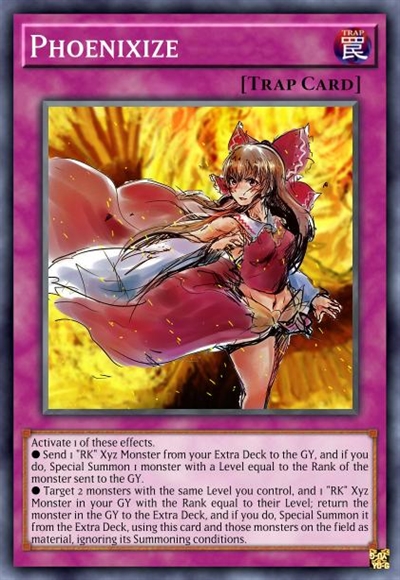 PHOENIXIZE
TRAP
罠
[TRAP CARD]
Activate 1 of these effects.
● Send 1 "RK" Xyz Monster from your Extra Deck to the GY, and if you
do, Special Summon 1 monster with a Level equal to the Rank of the
monster sent to the GY.
● Target 2 monsters with the same Level you control, and 1 "RK" Xyz
Monster in your GY with the Rank equal to their Level; return the
monster in the GY to the Extra Deck, and if you do, Special Summon it
from the Extra Deck, using this card and those monsters on the field as
material, ignoring its Summoning conditions.